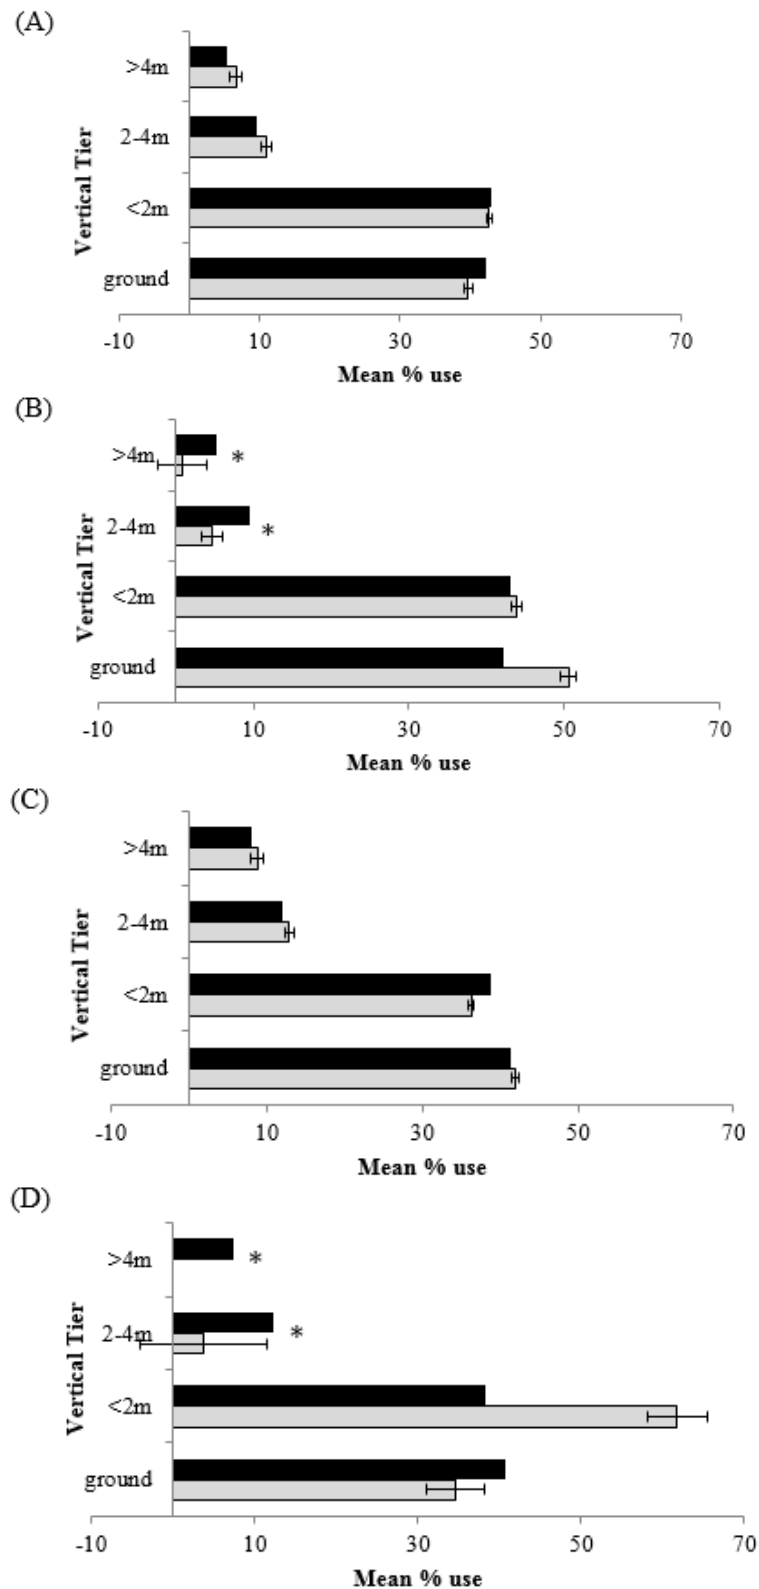 (A)
>4m
2-4m
<2m
ground
Vertical Tier
-10 10 30 50 70
Mean % use
(B)
>4m
*
2-4m
*
<2m
ground
Vertical Tier
-10 10 30 50 70
Mean % use
(C)
>4m
2-4m
<2m
ground
Vertical Tier
-10 10 30 50 70
Mean % use
(D)
>4m
*
2-4m
*
<2m
ground
Vertical Tier
-10 10 30 50 70
Mean % use